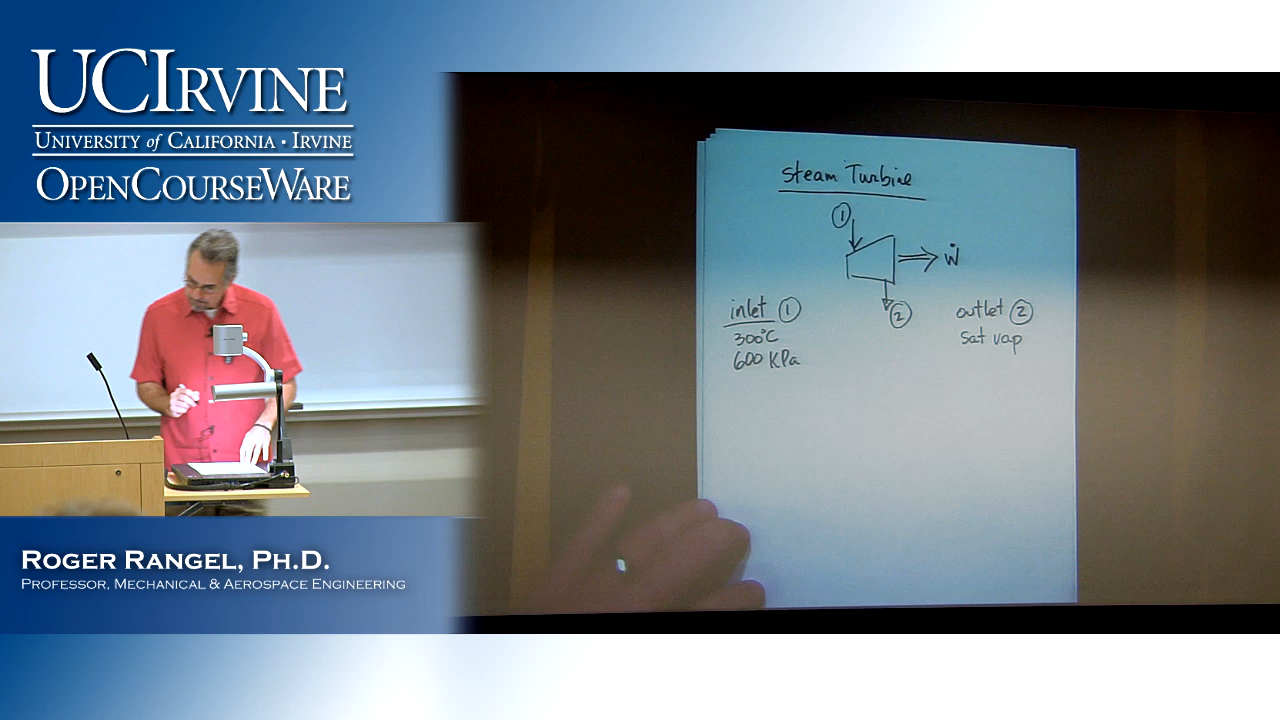 UCIRVINE
UNIVERSITY of CALIFORNIA · IRVINE
OPENCOURSEWARE
Steam Turbine
1
Ẇ
2
inlet 1
300°C
600 KPa
outlet 2
sat vap
ROGER RANGEL, PH.D.
PROFESSOR, MECHANICAL & AEROSPACE ENGINEERING